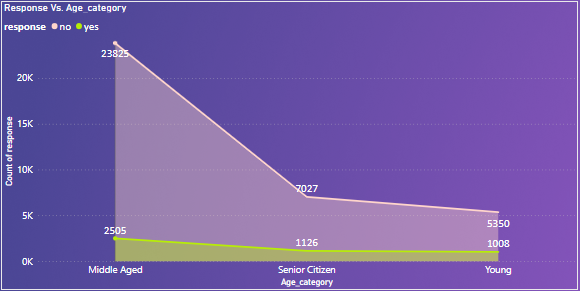 Response Vs. Age_category
response no yes
23825
20K
15K
10K
5K
0K
Count of response
7027
5350
2505
1126
1008
Middle Aged Senior Citizen Young
Age_category